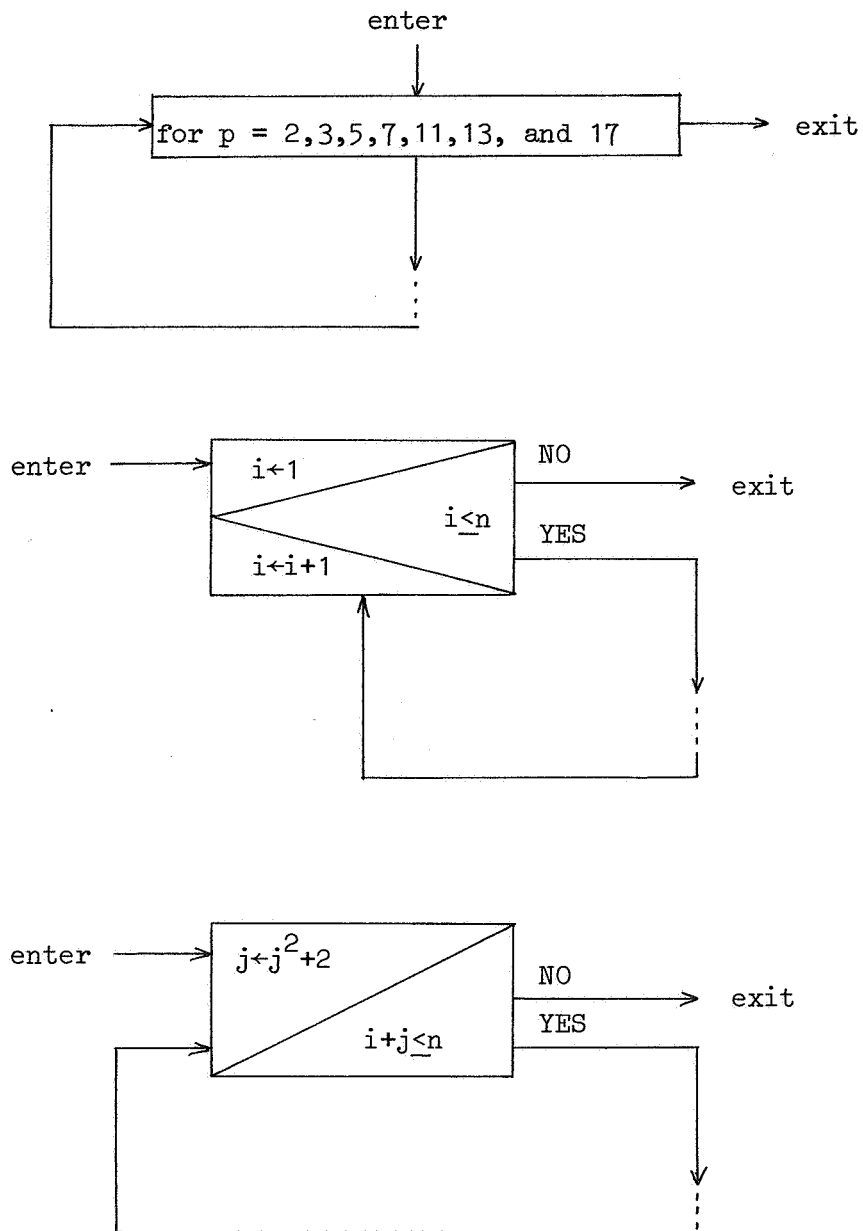 enter
for p = 2,3,5,7,11,13, and 17
exit
enter
i←1
NO
exit
i≤n
YES
i←i+1
enter
j←j²+2
NO
exit
YES
i+j≤n